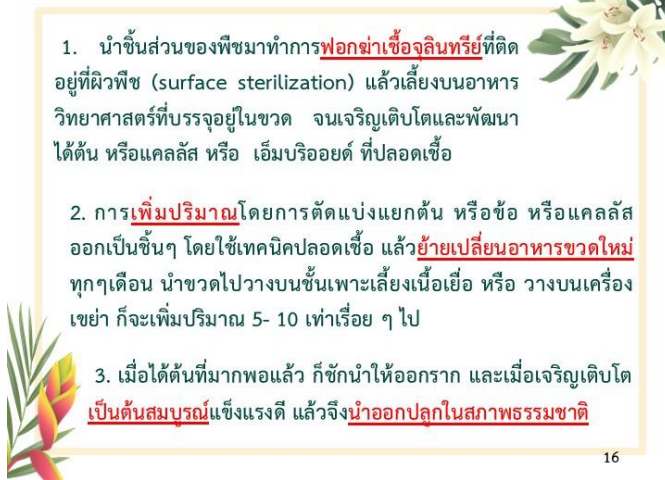 1. นำชิ้นส่วนของพืชมาทำการฟอกฆ่าเชื้อจุลินทรีย์ที่ติด
อยู่ที่ผิวพืช (surface sterilization) แล้วเลี้ยงบนอาหาร
วิทยาศาสตร์ที่บรรจุอยู่ในขวด จนเจริญเติบโตและพัฒนา
ได้ต้น หรือแคลลัส หรือ เอ็มบริออยด์ ที่ปลอดเชื้อ
2. การเพิ่มปริมาณโดยการตัดแบ่งแยกต้น หรือข้อ หรือแคลลัส
ออกเป็นชิ้นๆ โดยใช้เทคนิคปลอดเชื้อ แล้วย้ายเปลี่ยนอาหารขวดใหม่
ทุกๆเดือน นำขวดไปวางบนชั้นเพาะเลี้ยงเนื้อเยื่อ หรือ วางบนเครื่อง
เขย่า ก็จะเพิ่มปริมาณ 5- 10 เท่าเรื่อย ๆ ไป
3. เมื่อได้ต้นที่มากพอแล้ว ก็ชักนำให้ออกราก และเมื่อเจริญเติบโต
เป็นต้นสมบูรณ์แข็งแรงดี แล้วจึงนำออกปลูกในสภาพธรรมชาติ
16